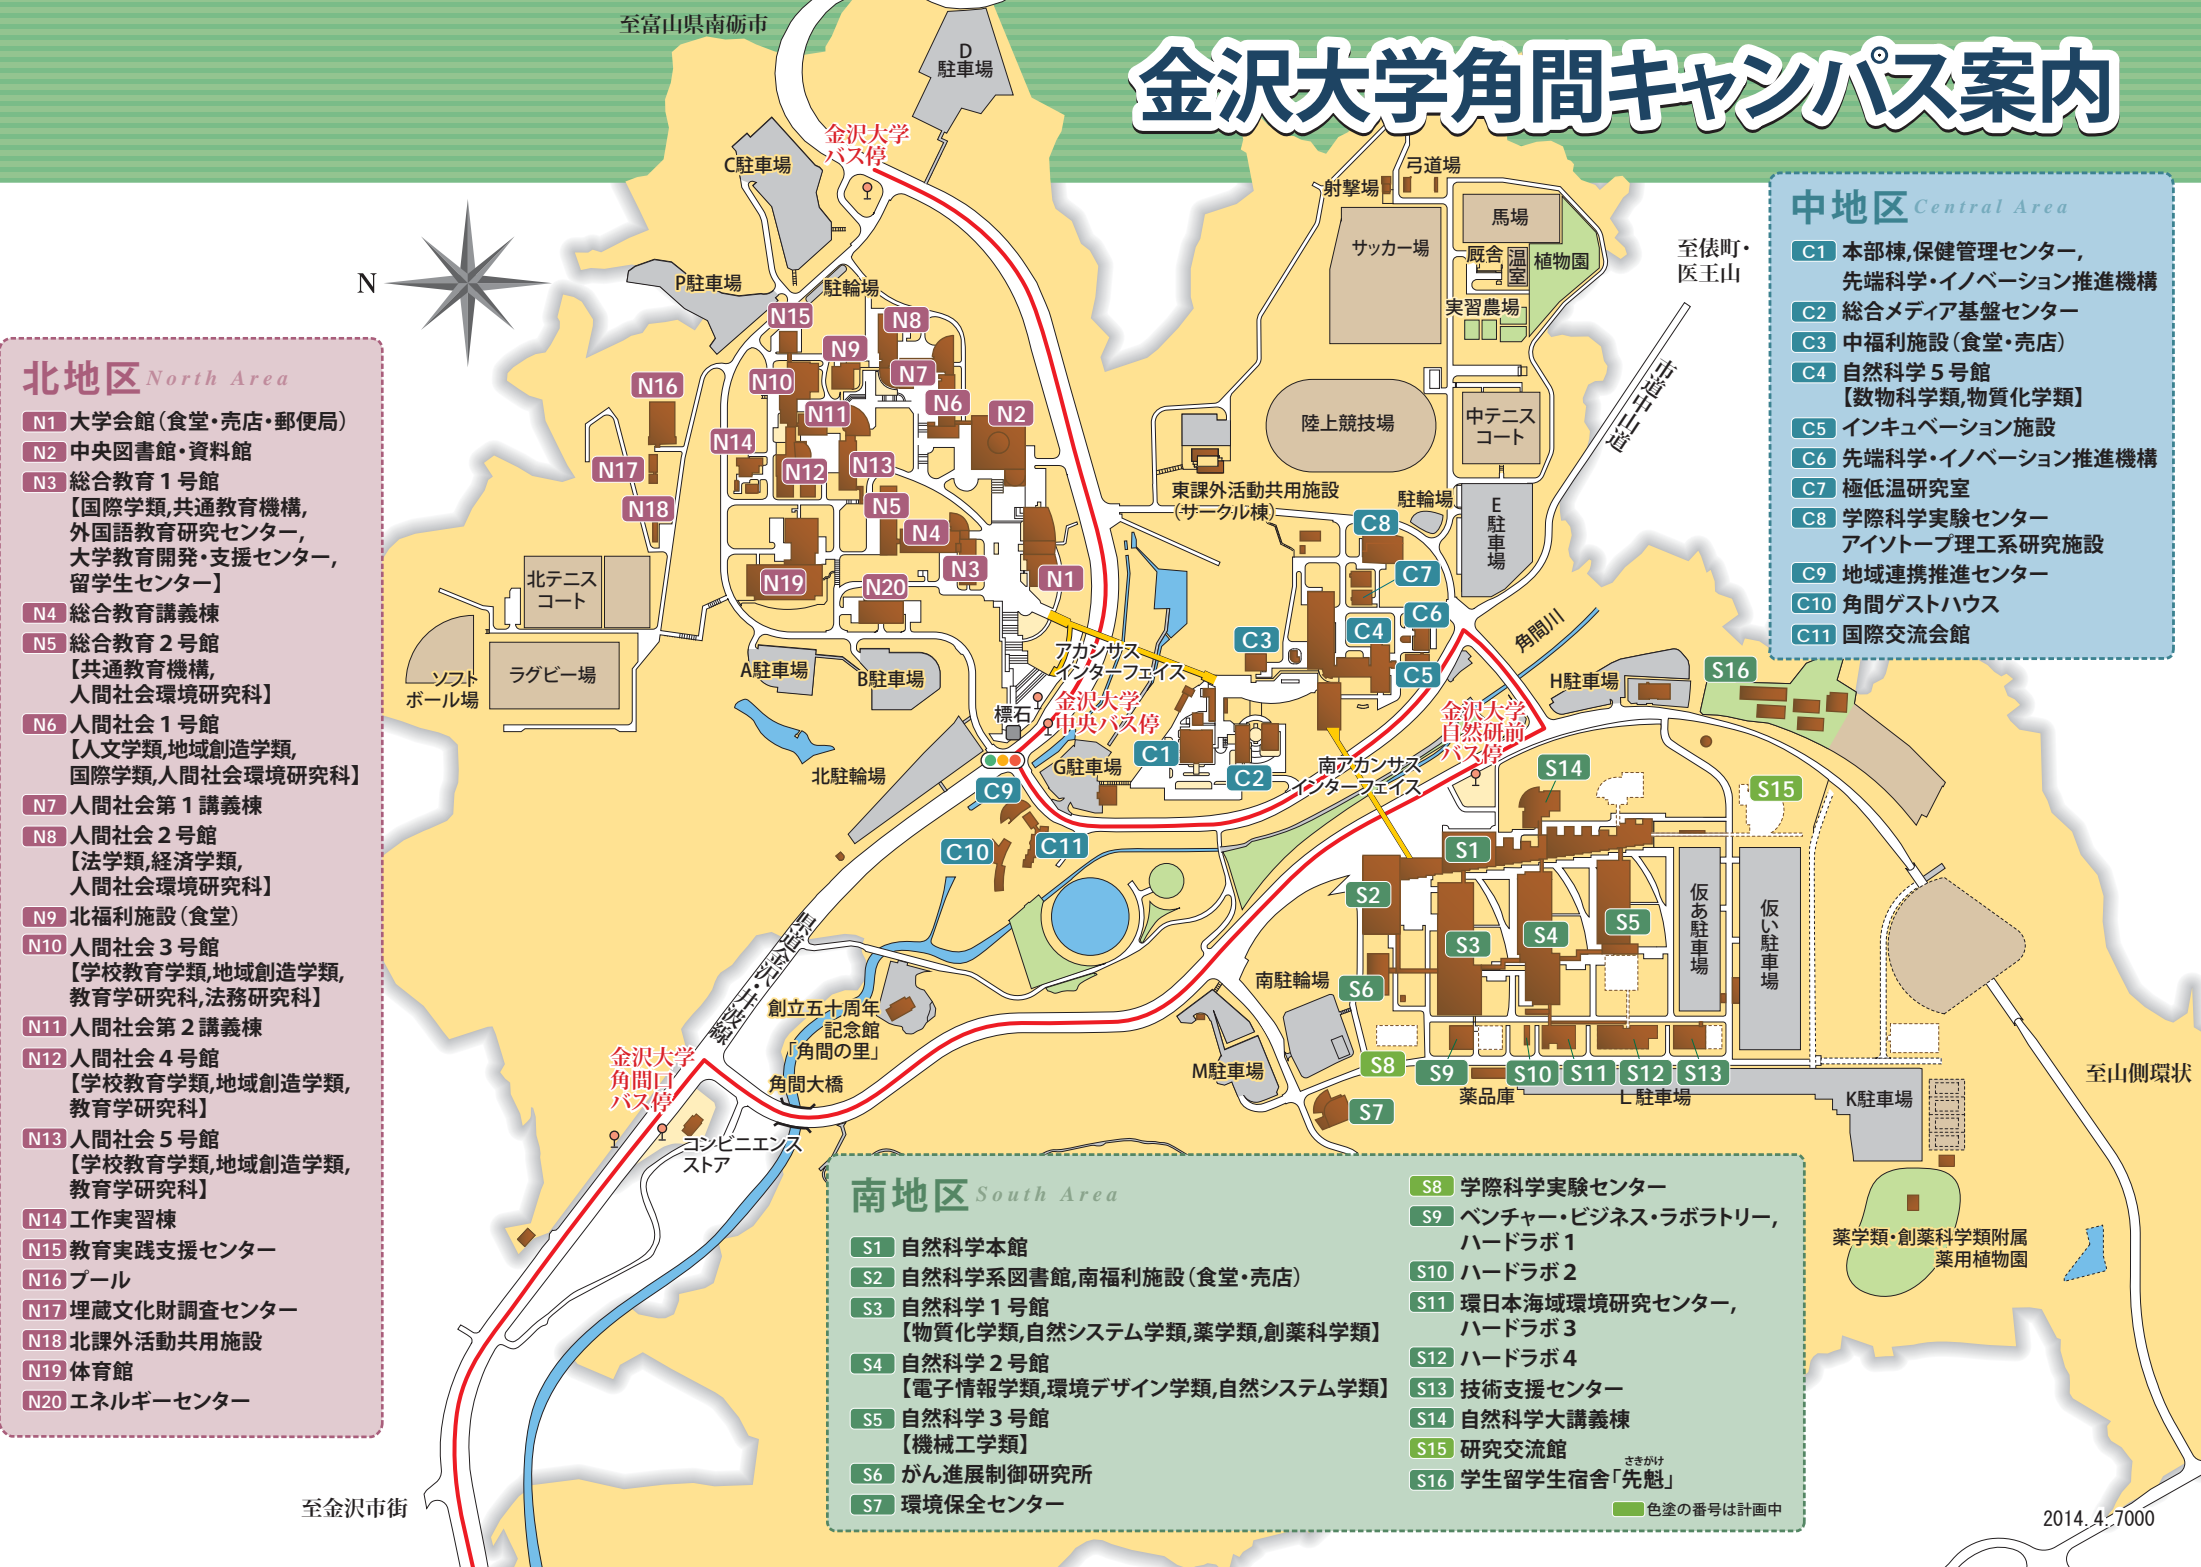 金沢大学角間キャンパス案内
至富山県南砺市
D
駐車場
金沢大学
バス停
C駐車場
P駐車場
駐輪場
N
弓道場
射撃場
馬場
サッカー場
厩舎
温室
植物園
実習農場
至俵町・
医王山
市道中山道
陸上競技場
中テニス
コート
東課外活動共用施設
(サークル棟)
駐輪場
E駐車場
N15
N8
N9
N7
N10
N16
N11
N6
N2
N14
N17
N12
N13
N18
N5
N4
N3
N1
N19
N20
北テニス
コート
ソフト
ボール場
ラグビー場
A駐車場
B駐車場
アカンサス
インターフェイス
標石
金沢大学
中央バス停
北駐輪場
G駐車場
C8
C7
C6
C3
C4
C5
C1
C2
C9
C10
C11
角間川
H駐車場
S16
金沢大学
自然研前
バス停
南アカンサス
インターフェイス
S14
S15
S1
S2
S3
S4
S5
S6
仮あ駐車場
仮い駐車場
南駐輪場
S8
S9
S10
S11
S12
S13
S7
薬品庫
L駐車場
K駐車場
M駐車場
県道金沢・井波線
創立五十周年
記念館
「角間の里」
角間大橋
金沢大学
角間口
バス停
コンビニエンス
ストア
至山側環状
薬学類・創薬科学類附属
薬用植物園
至金沢市街
北地区 North Area
N1 大学会館(食堂・売店・郵便局)
N2 中央図書館・資料館
N3 総合教育1号館
【国際学類,共通教育機構,
外国語教育研究センター,
大学教育開発・支援センター,
留学生センター】
N4 総合教育講義棟
N5 総合教育2号館
【共通教育機構,
人間社会環境研究科】
N6 人間社会1号館
【人文学類,地域創造学類,
国際学類,人間社会環境研究科】
N7 人間社会第1講義棟
N8 人間社会2号館
【法学類,経済学類,
人間社会環境研究科】
N9 北福利施設(食堂)
N10 人間社会3号館
【学校教育学類,地域創造学類,
教育学研究科,法務研究科】
N11 人間社会第2講義棟
N12 人間社会4号館
【学校教育学類,地域創造学類,
教育学研究科】
N13 人間社会5号館
【学校教育学類,地域創造学類,
教育学研究科】
N14 工作実習棟
N15 教育実践支援センター
N16 プール
N17 埋蔵文化財調査センター
N18 北課外活動共用施設
N19 体育館
N20 エネルギーセンター
中地区 Central Area
C1 本部棟,保健管理センター,
先端科学・イノベーション推進機構
C2 総合メディア基盤センター
C3 中福利施設(食堂・売店)
C4 自然科学5号館
【数物科学類,物質化学類】
C5 インキュベーション施設
C6 先端科学・イノベーション推進機構
C7 極低温研究室
C8 学際科学実験センター
アイソトープ理工系研究施設
C9 地域連携推進センター
C10 角間ゲストハウス
C11 国際交流会館
南地区 South Area
S1 自然科学本館
S2 自然科学系図書館,南福利施設(食堂・売店)
S3 自然科学1号館
【物質化学類,自然システム学類,薬学類,創薬科学類】
S4 自然科学2号館
【電子情報学類,環境デザイン学類,自然システム学類】
S5 自然科学3号館
【機械工学類】
S6 がん進展制御研究所
S7 環境保全センター
S8 学際科学実験センター
S9 ベンチャー・ビジネス・ラボラトリー,
ハードラボ1
S10 ハードラボ2
S11 環日本海域環境研究センター,
ハードラボ3
S12 ハードラボ4
S13 技術支援センター
S14 自然科学大講義棟
S15 研究交流館
さきがけ
S16 学生留学生宿舎「先魁」
色塗の番号は計画中
2014.4.7000